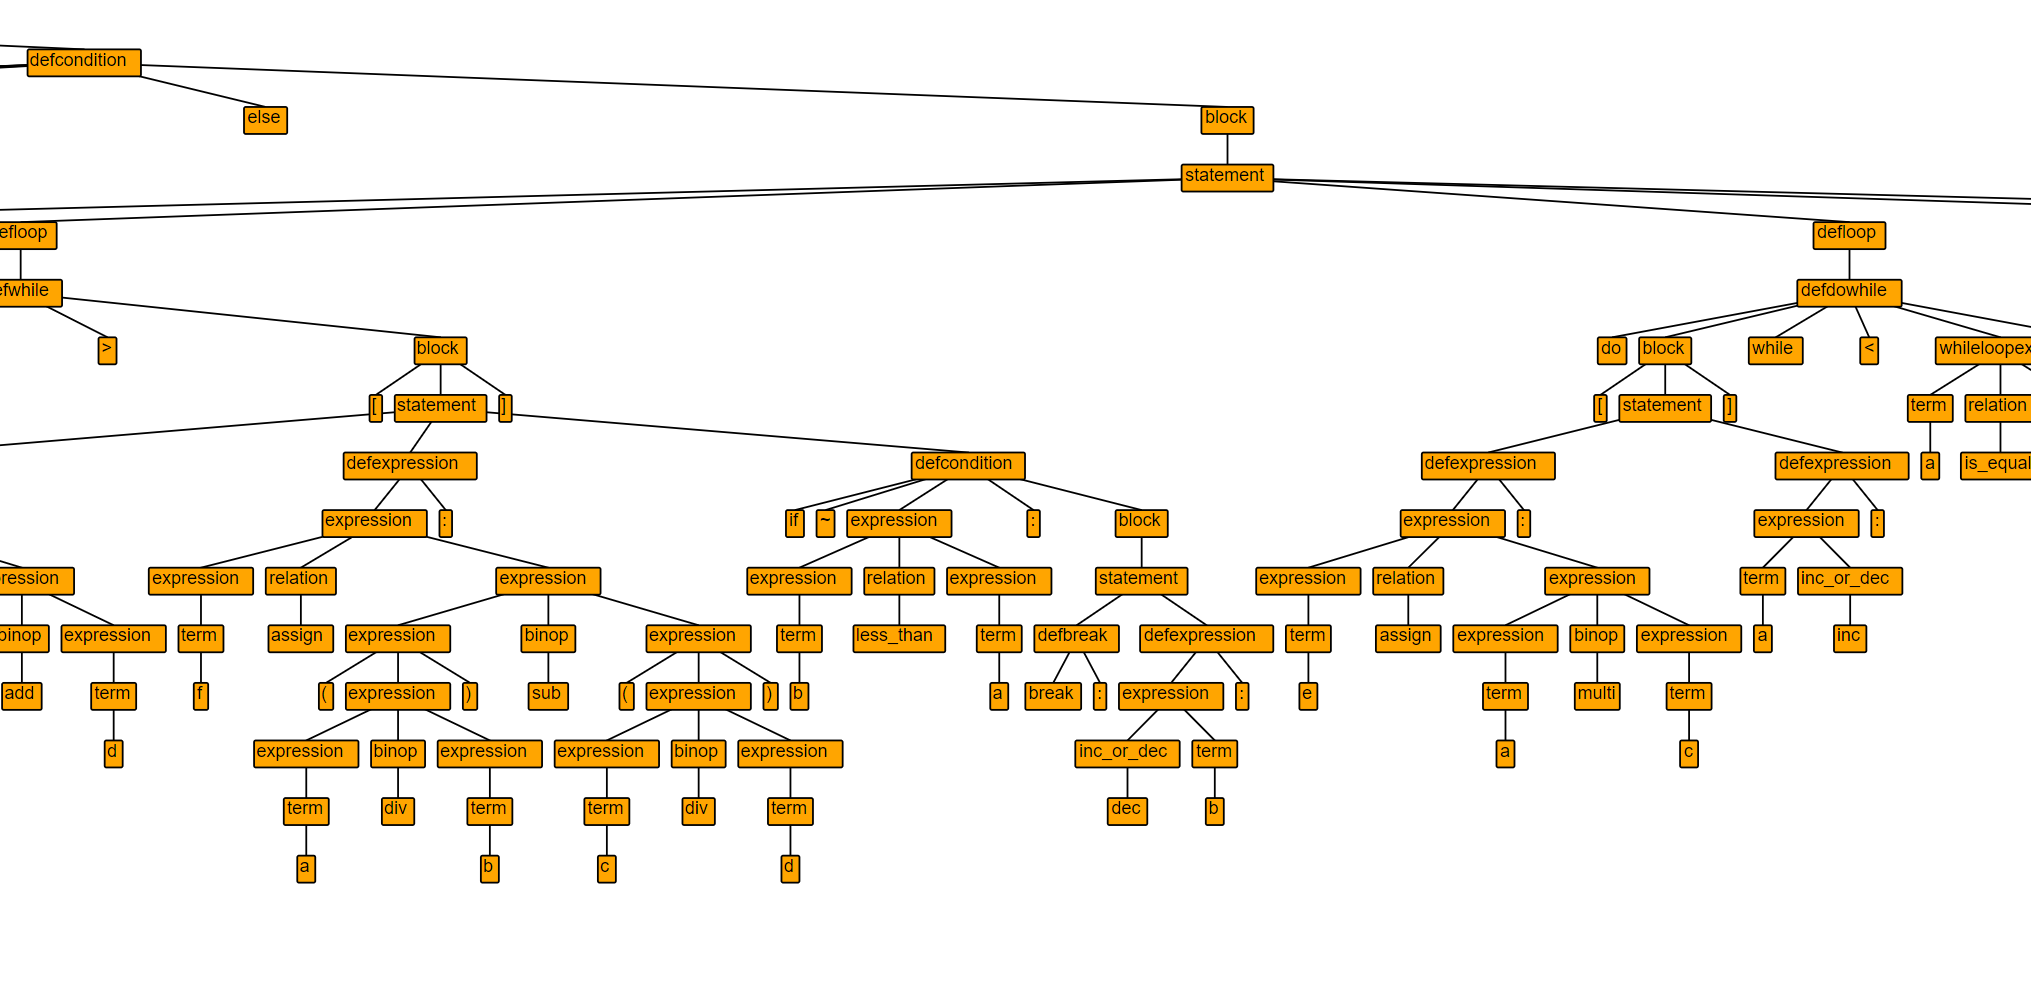 defcondition
else block
statement
efloop defloop
efwhile defdowhile
> block do block while < whileloopex
[ statement ] [ statement ] term relation
defexpression defcondition defexpression defexpression a is_equal
expression : if ~ expression : block expression : expression :
ression expression relation expression expression relation expression statement expression relation expression term inc_or_dec
binop expression term assign expression binop expression term less_than term defbreak defexpression term assign expression binop expression a inc
add term f ( expression ) sub ( expression ) b a break : expression : e term multi term
d expression binop expression expression binop expression inc_or_dec term a c
term div term term div term dec b
a b c d